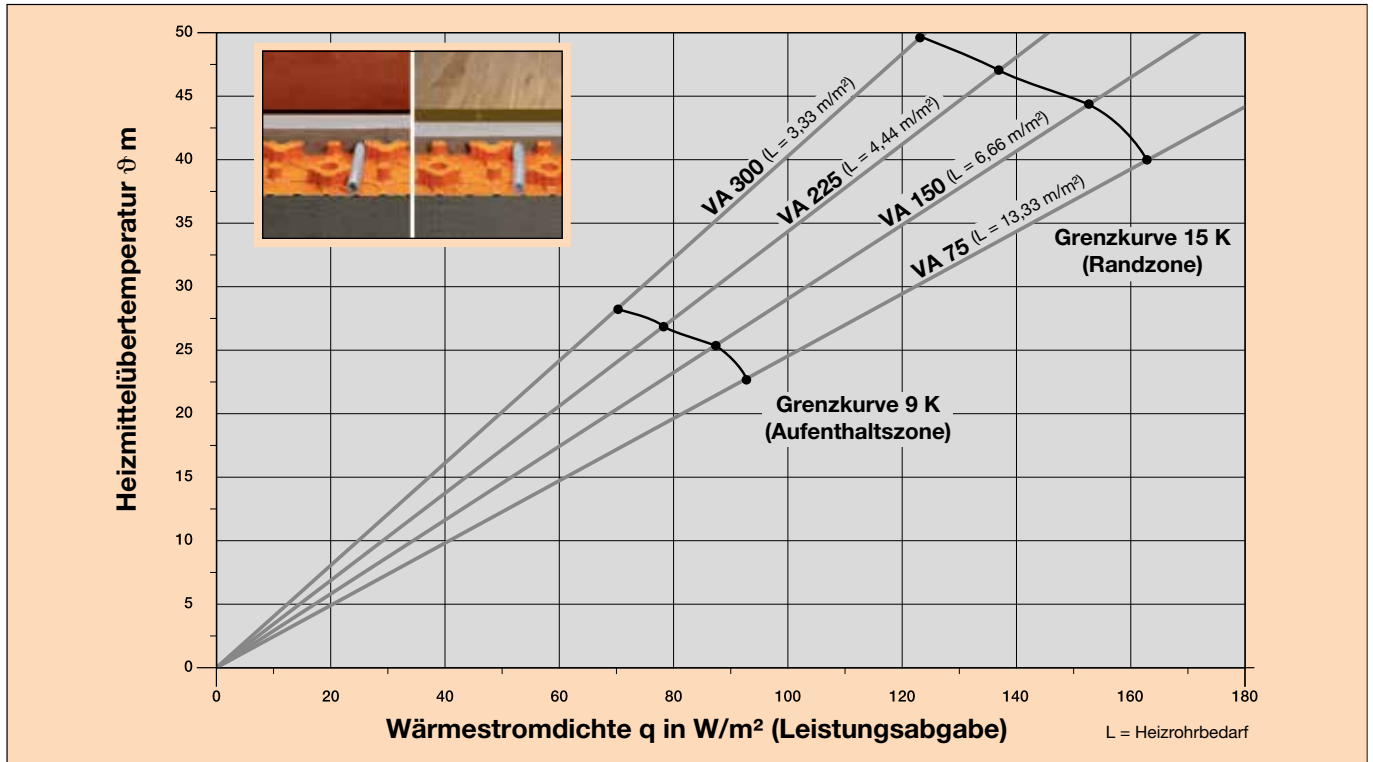 50
45
40
35
30
25
20
15
10
5
0
Heizmittelübertemperatur ϑ m
VA 300 (L = 3,33 m/m²)
VA 225 (L = 4,44 m/m²)
VA 150 (L = 6,66 m/m²)
VA 75 (L = 13,33 m/m²)
Grenzkurve 15 K
(Randzone)
Grenzkurve 9 K
(Aufenthaltszone)
0 20 40 60 80 100 120 140 160 180
Wärmestromdichte q in W/m² (Leistungsabgabe)
L = Heizrohrbedarf